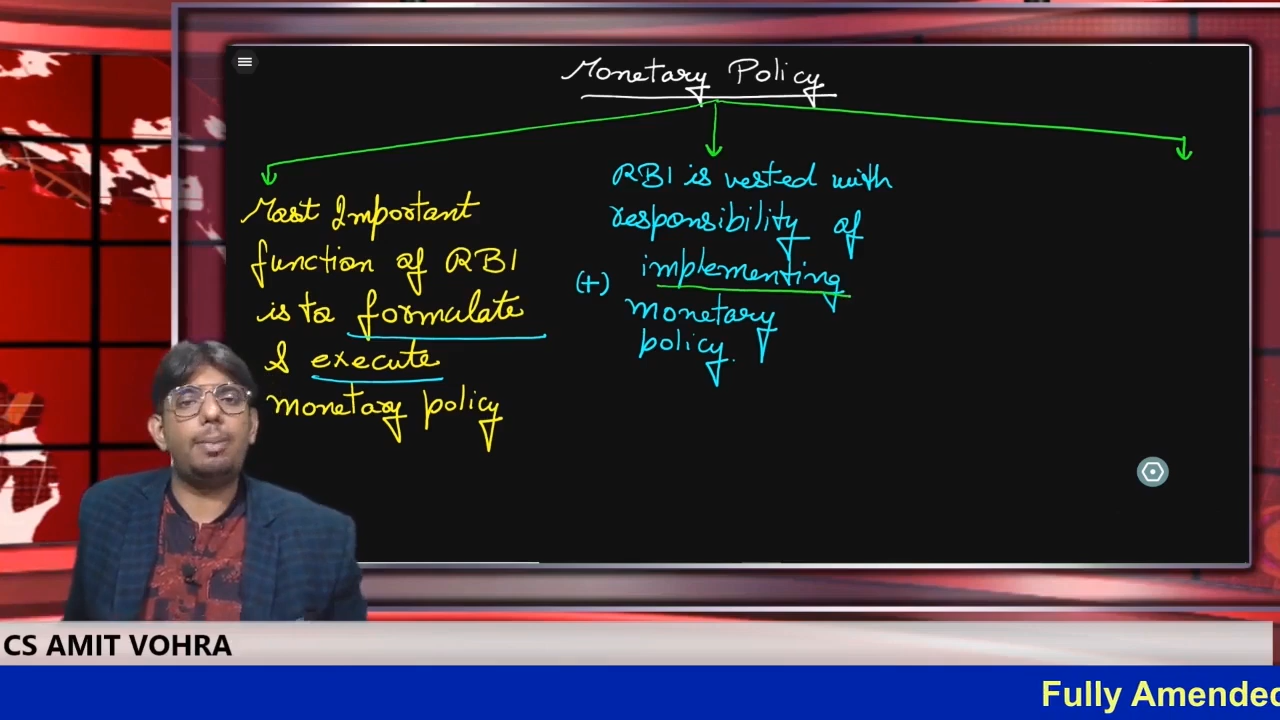 Monetary Policy
Most Important
function of RBI
is to formulate
& execute
monetary policy
RBI is vested with
responsibility of
(+) implementing
monetary
policy.
CS AMIT VOHRA
Fully Amended